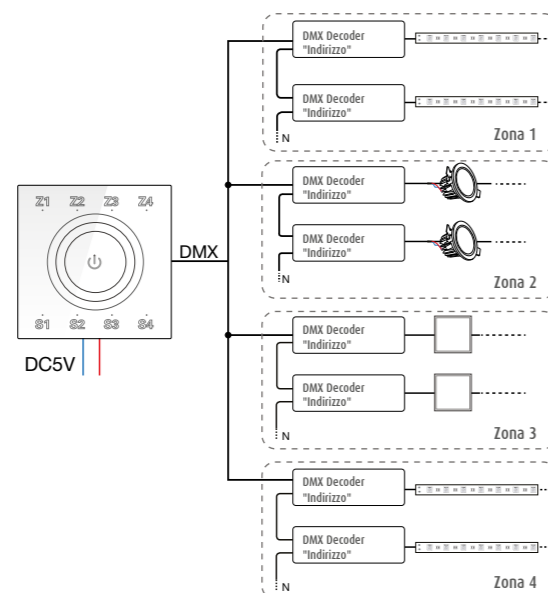 Z1 Z2 Z3 Z4
S1 S2 S3 S4
DC5V
DMX
DMX Decoder
"Indirizzo"
DMX Decoder
"Indirizzo"
N
Zona 1
DMX Decoder
"Indirizzo"
DMX Decoder
"Indirizzo"
N
Zona 2
DMX Decoder
"Indirizzo"
DMX Decoder
"Indirizzo"
N
Zona 3
DMX Decoder
"Indirizzo"
DMX Decoder
"Indirizzo"
N
Zona 4